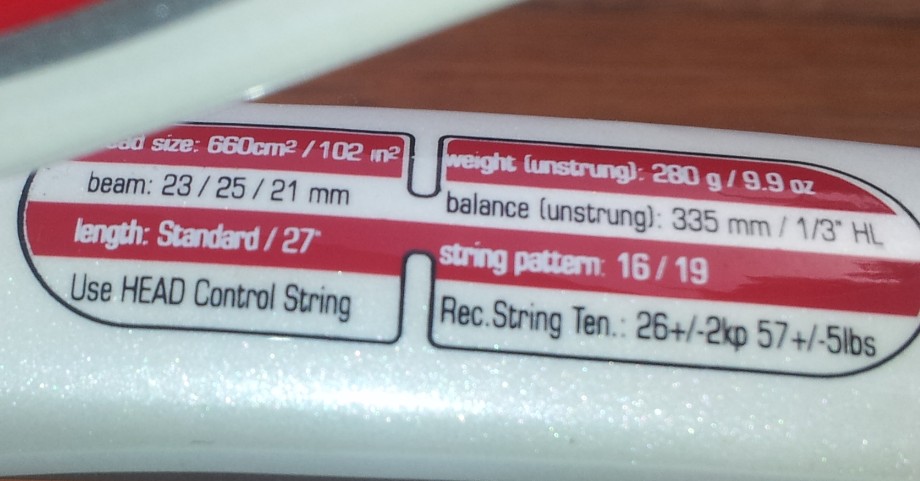 size: 660cm² / 102 in²
beam: 23 / 25 / 21 mm
length: Standard / 27"
Use HEAD Control String
weight (unstrung): 280 g / 9.9 oz
balance (unstrung): 335 mm / 1/3" HL
string pattern: 16 / 19
Rec.String Ten.: 26+/-2kp 57+/-5lbs